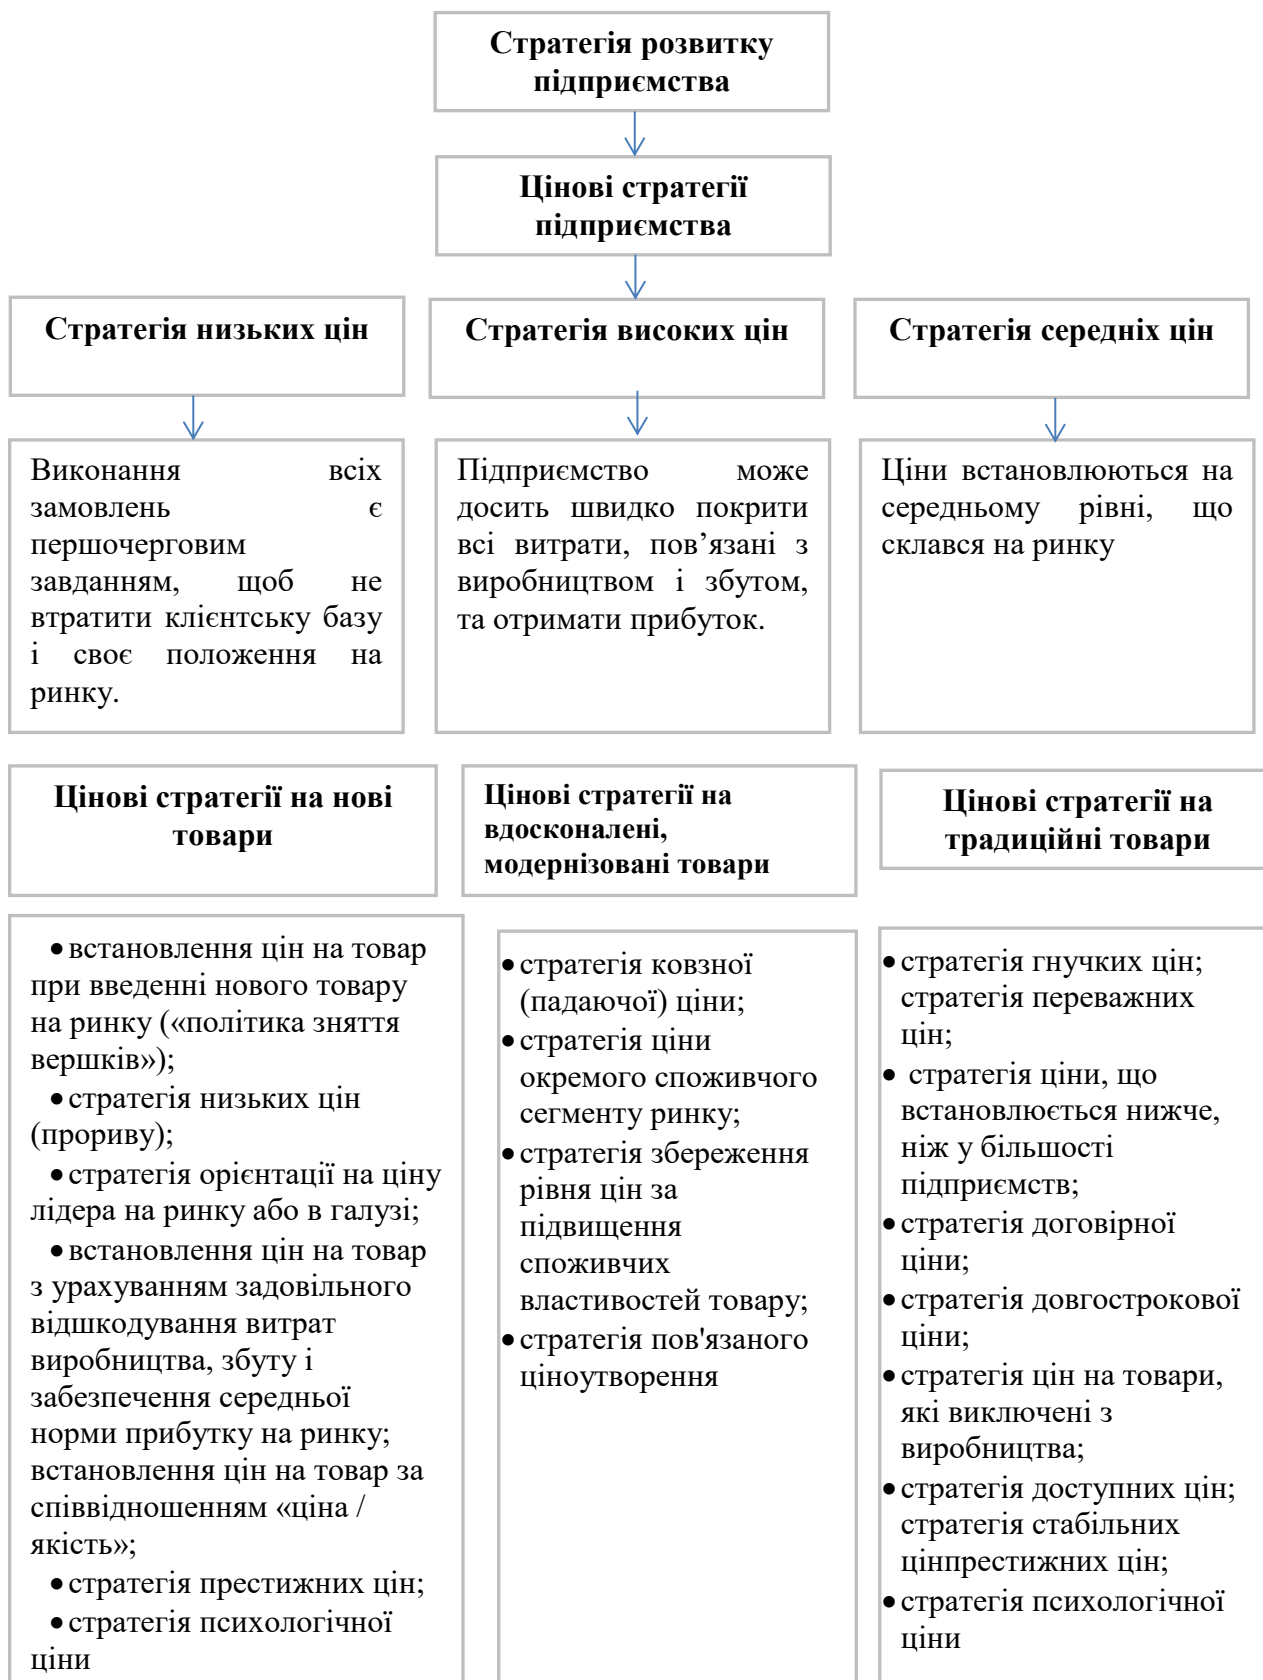 Стратегія розвитку
підприємства
Цінові стратегії
підприємства
Стратегія низьких цін
Стратегія високих цін
Стратегія середніх цін
Виконання всіх
замовлень є
першочерговим
завданням, щоб не
втратити клієнтську базу
і своє положення на
ринку.
Підприємство може
досить швидко покрити
всі витрати, пов’язані з
виробництвом і збутом,
та отримати прибуток.
Ціни встановлюються на
середньому рівні, що
склався на ринку
Цінові стратегії на нові
товари
Цінові стратегії на
вдосконалені,
модернізовані товари
Цінові стратегії на
традиційні товари
• встановлення цін на товар
при введенні нового товару
на ринку («політика зняття
вершків»);
• стратегія низьких цін
(прориву);
• стратегія орієнтації на ціну
лідера на ринку або в галузі;
• встановлення цін на товар
з урахуванням задовільного
відшкодування витрат
виробництва, збуту і
забезпечення середньої
норми прибутку на ринку;
встановлення цін на товар за
співвідношенням «ціна /
якість»;
• стратегія престижних цін;
• стратегія психологічної
ціни
• стратегія ковзної
(падаючої) ціни;
• стратегія ціни
окремого споживчого
сегменту ринку;
• стратегія збереження
рівня цін за
підвищення
споживчих
властивостей товару;
• стратегія пов'язаного
ціноутворення
• стратегія гнучких цін;
стратегія переважних
цін;
• стратегія ціни, що
встановлюється нижче,
ніж у більшості
підприємств;
• стратегія договірної
ціни;
• стратегія довгострокової
ціни;
• стратегія цін на товари,
які виключені з
виробництва;
• стратегія доступних цін;
стратегія стабільних
цінпрестижних цін;
• стратегія психологічної
ціни